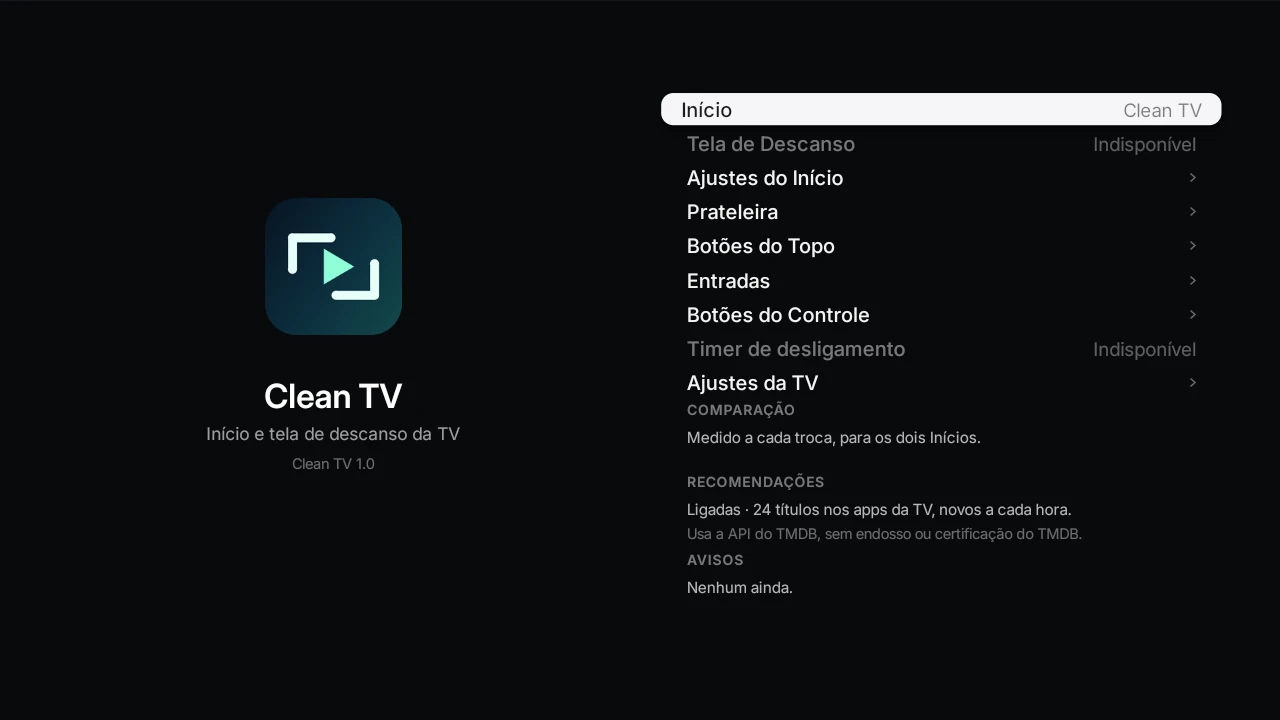 Clean TV
Início e tela de descanso da TV
Clean TV 1.0
Início Clean TV
Tela de Descanso Indisponível
Ajustes do Início
Prateleira
Botões do Topo
Entradas
Botões do Controle
Timer de desligamento Indisponível
Ajustes da TV
COMPARAÇÃO
Medido a cada troca, para os dois Inícios.
RECOMENDAÇÕES
Ligadas · 24 títulos nos apps da TV, novos a cada hora.
Usa a API do TMDB, sem endosso ou certificação do TMDB.
AVISOS
Nenhum ainda.